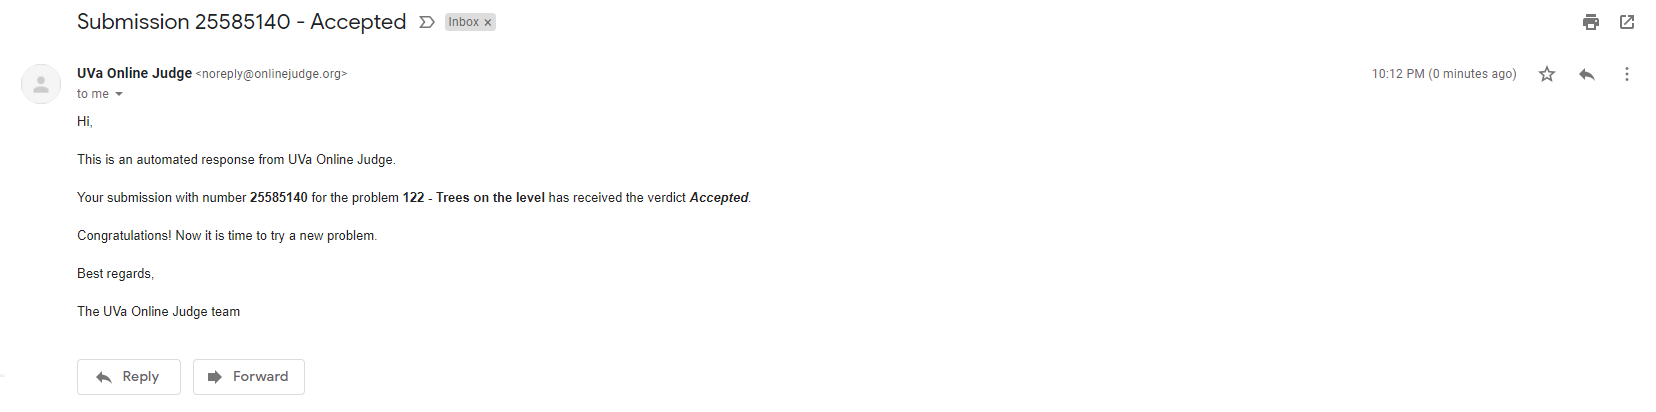 Submission 25585140 - Accepted Inbox x
UVa Online Judge <noreply@onlinejudge.org> 10:12 PM (0 minutes ago)
to me
Hi,
This is an automated response from UVa Online Judge.
Your submission with number 25585140 for the problem 122 - Trees on the level has received the verdict Accepted.
Congratulations! Now it is time to try a new problem.
Best regards,
The UVa Online Judge team
Reply Forward